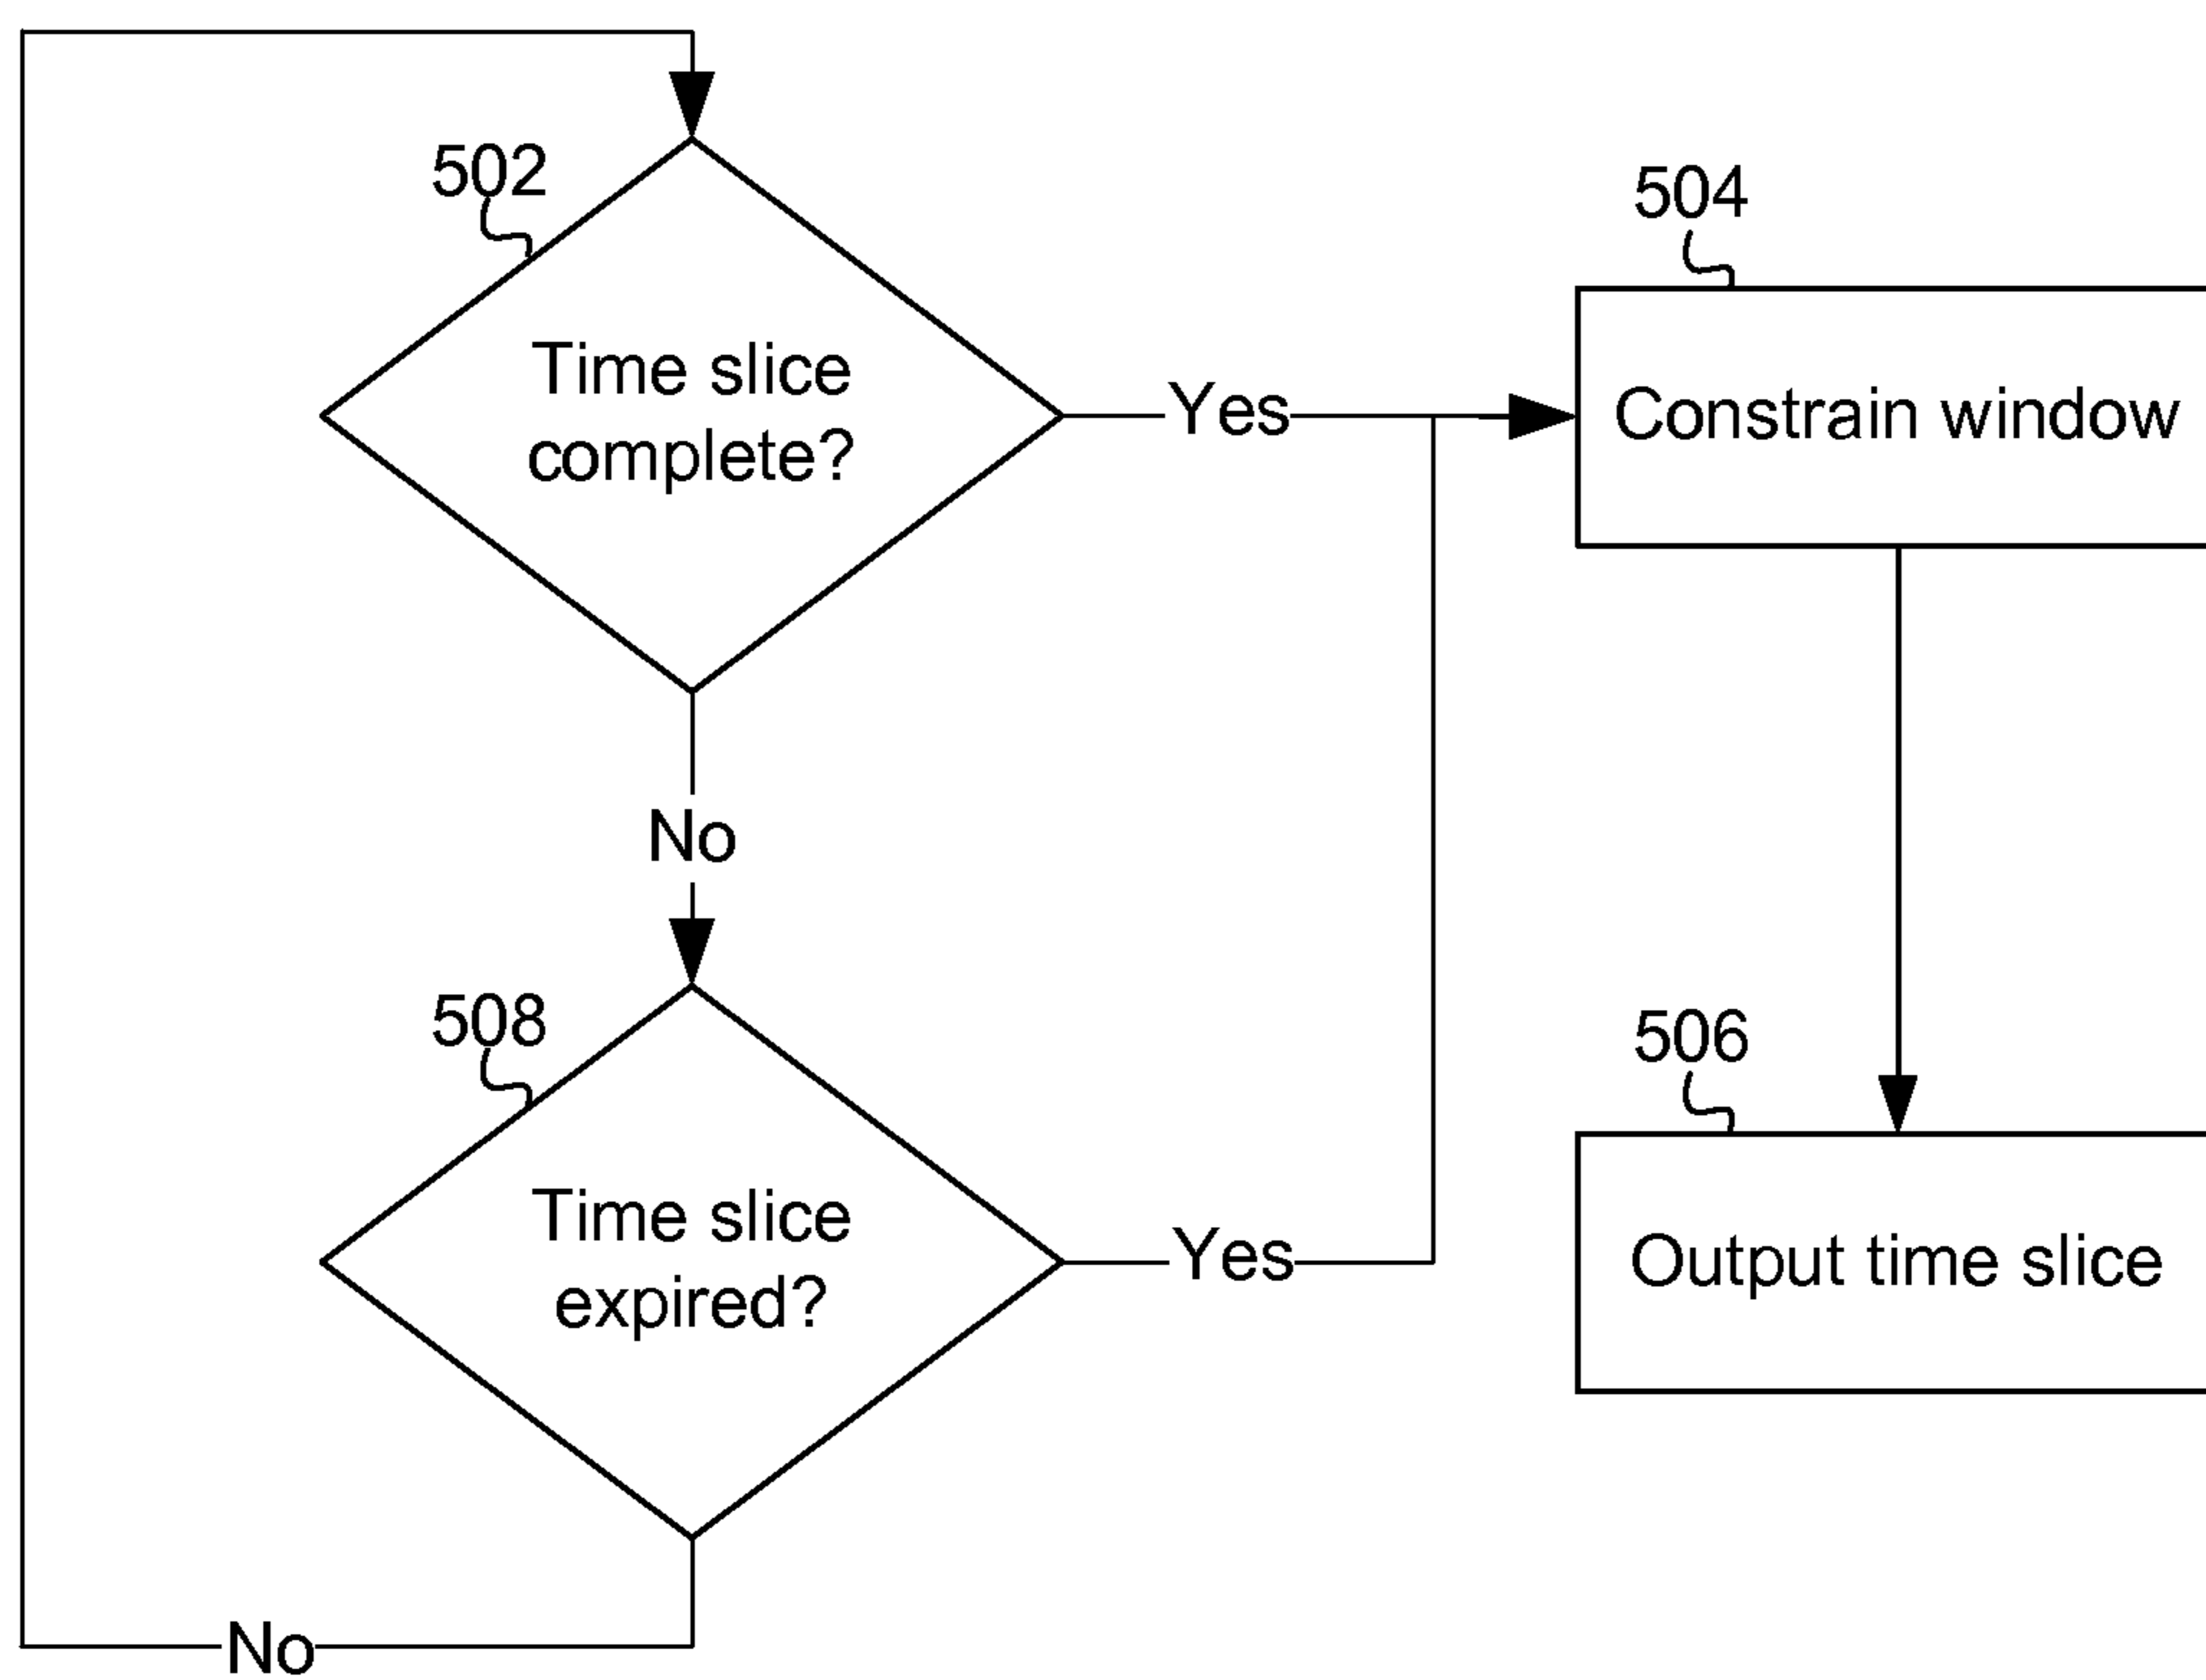 502
Time slice
complete?
Yes
504
Constrain window
No
508
Time slice
expired?
Yes
506
Output time slice
No